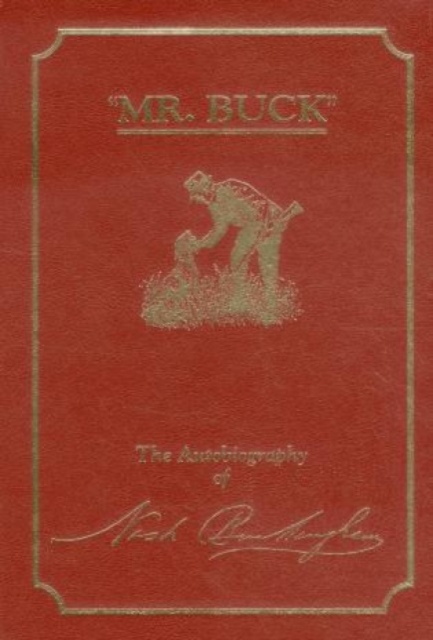 "MR. BUCK"
The Autobiography
of
Nash Buckingham